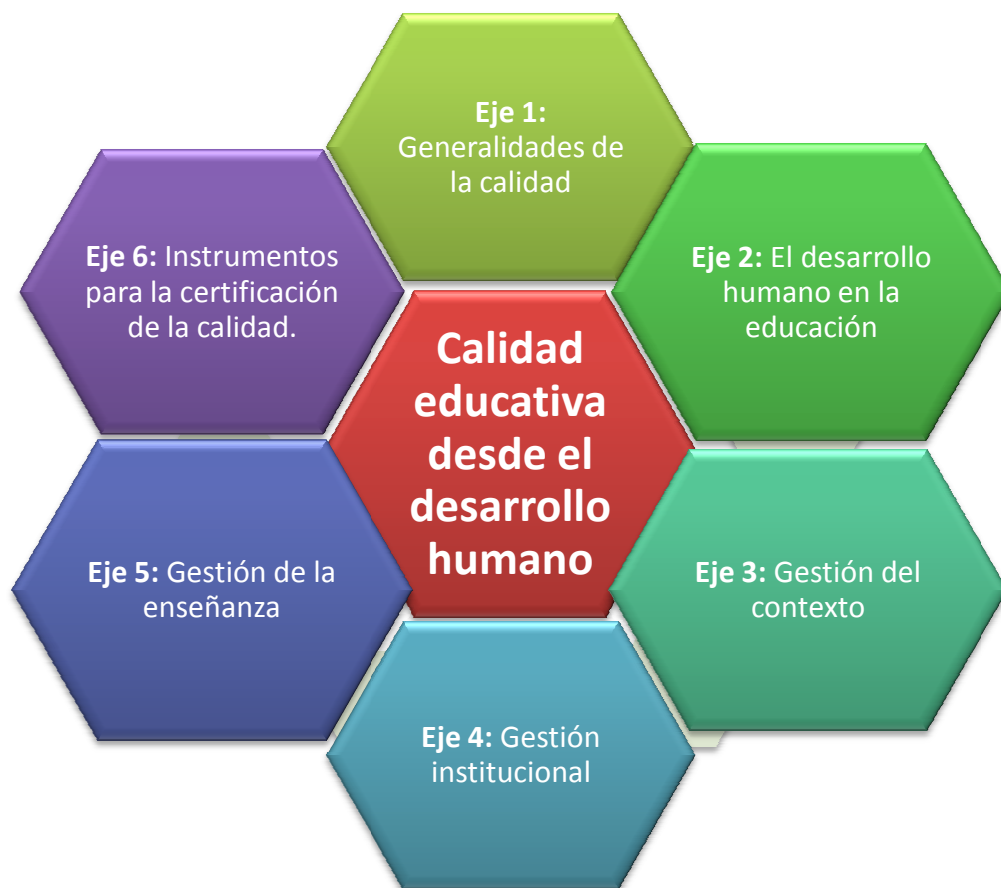 Eje 1:
Generalidades de
la calidad
Eje 2: El desarrollo
humano en la
educación
Eje 3: Gestión del
contexto
Eje 4: Gestión
institucional
Eje 5: Gestión de la
enseñanza
Eje 6: Instrumentos
para la certificación
de la calidad.
Calidad
educativa
desde el
desarrollo
humano